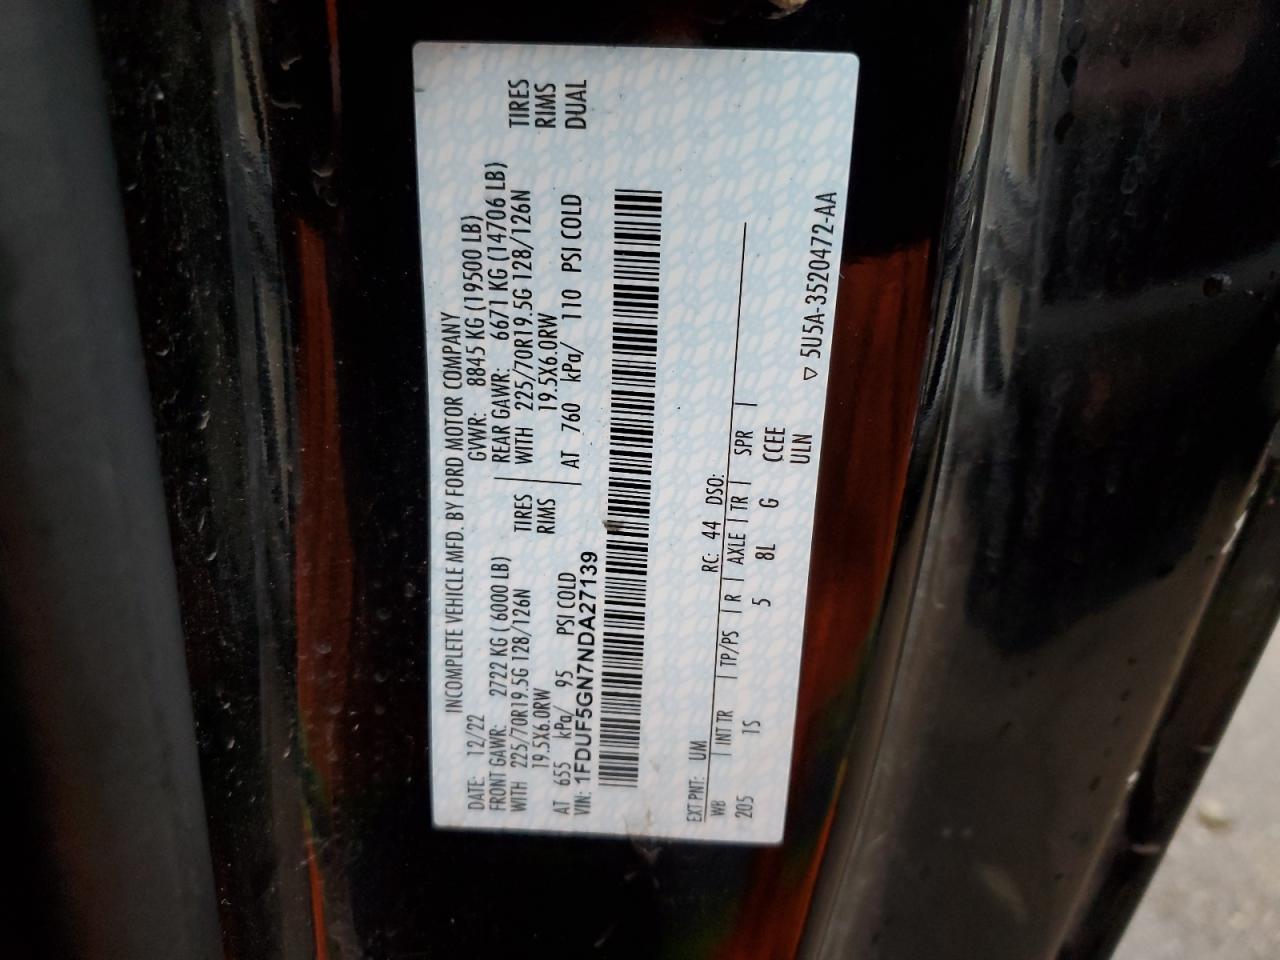 INCOMPLETE VEHICLE MFD. BY FORD MOTOR COMPANY
DATE: 12/22 GVWR: 8845 KG (19500 LB)
FRONT GAWR: 2722 KG ( 6000 LB) REAR GAWR: 6671 KG (14706 LB)
WITH 225/70R19.5G 128/126N TIRES WITH 225/70R19.5G 128/126N TIRES
19.5X6.0RW RIMS 19.5X6.0RW RIMS
AT 655 kPa/ 95 PSI COLD AT 760 kPa/ 110 PSI COLD DUAL
VIN: 1FDUF5GN7NDA27139
EXT PNT: UM RC: 44 DSO:
WB INT TR TP/PS R AXLE TR SPR
205 1S 5 8L G CCEE
ULN
▽ 5U5A-3520472-AA